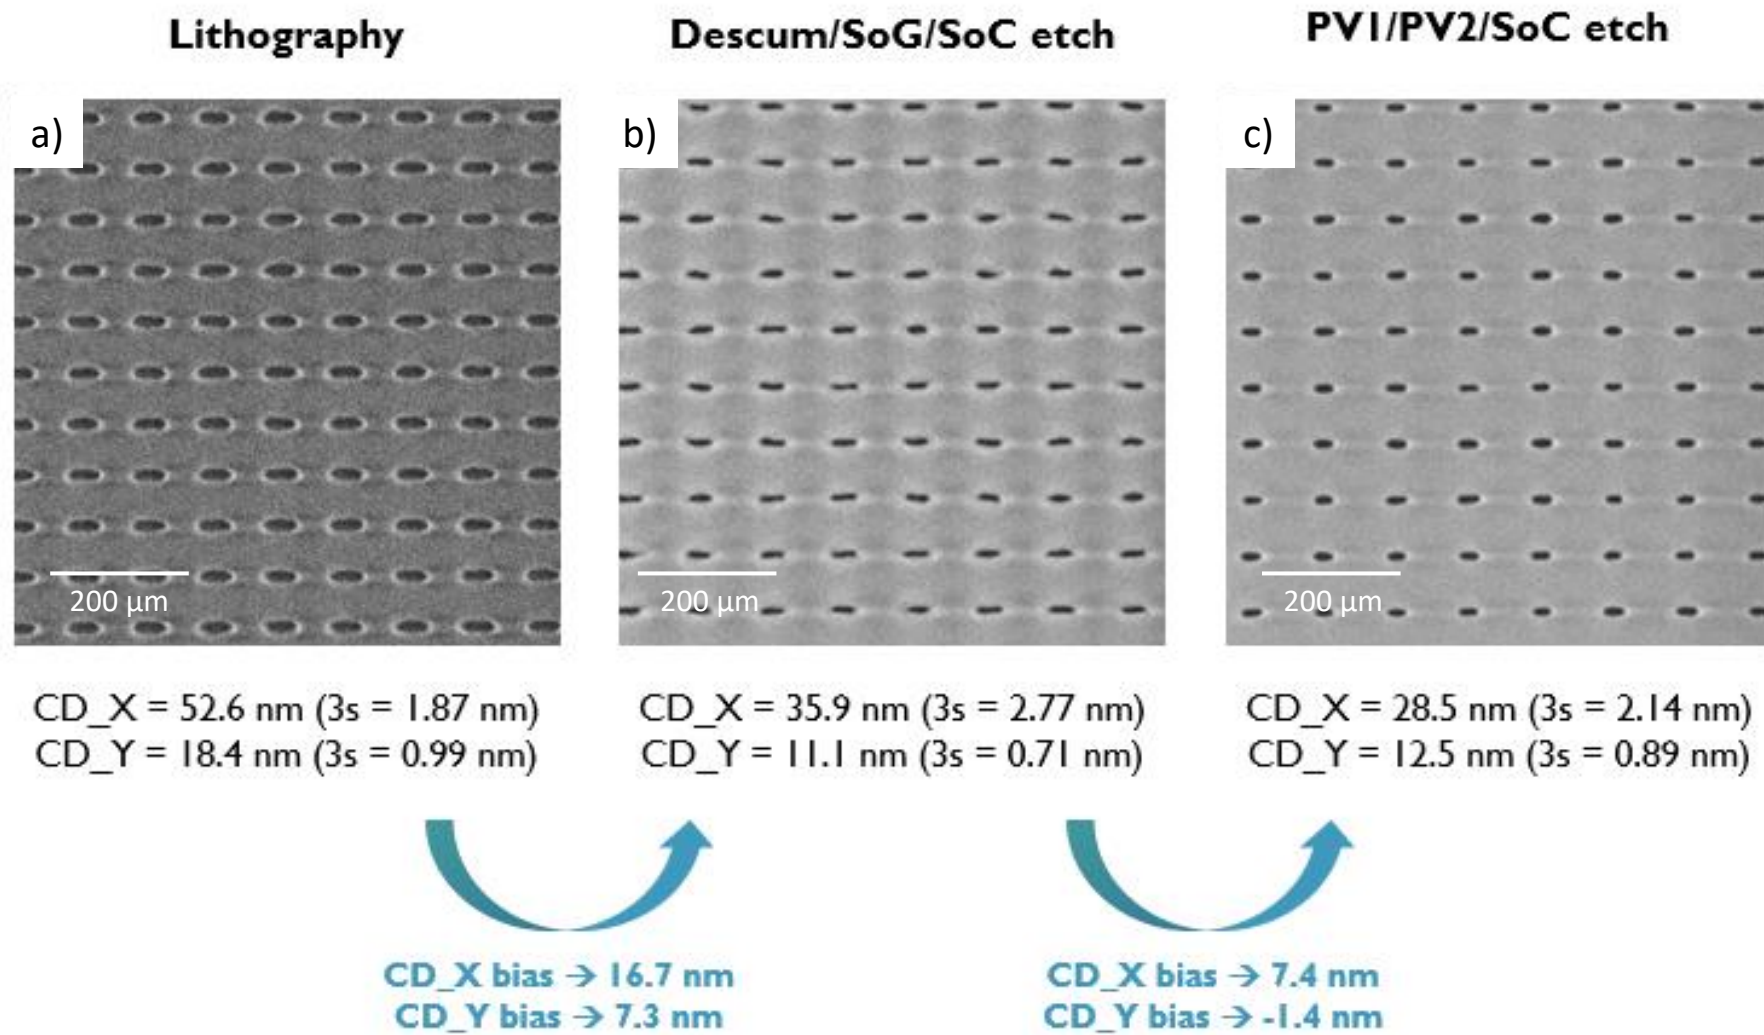 Lithography
Descum/SoG/SoC etch
PV1/PV2/SoC etch
a)
b)
c)
200 µm
200 µm
200 µm
CD_X = 52.6 nm (3s = 1.87 nm)
CD_Y = 18.4 nm (3s = 0.99 nm)
CD_X = 35.9 nm (3s = 2.77 nm)
CD_Y = 11.1 nm (3s = 0.71 nm)
CD_X = 28.5 nm (3s = 2.14 nm)
CD_Y = 12.5 nm (3s = 0.89 nm)
CD_X bias → 16.7 nm
CD_Y bias → 7.3 nm
CD_X bias → 7.4 nm
CD_Y bias → -1.4 nm